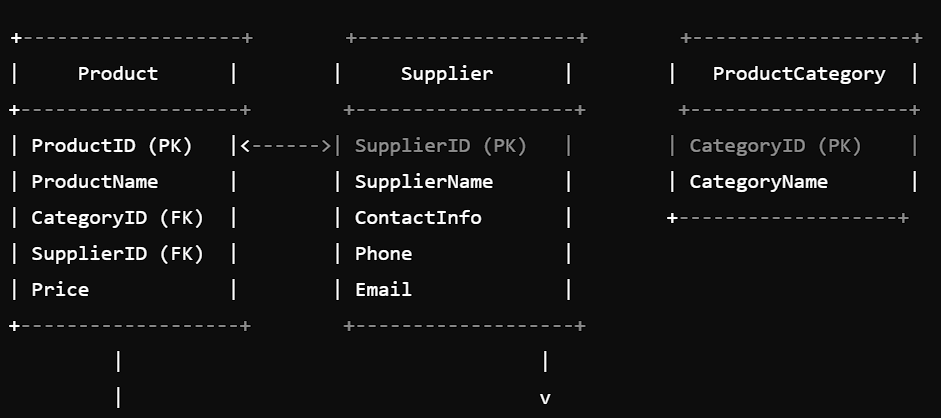 +--------------------+        +-------------------+        +-------------------+
|     Product      |        |     Supplier      |        |   ProductCategory  |
+-------------------+        +-------------------+        +-------------------+
| ProductID (PK)   |<------>| SupplierID (PK)   |        | CategoryID (PK)    |
| ProductName      |        | SupplierName      |        | CategoryName       |
| CategoryID (FK)  |        | ContactInfo       |        +-------------------+
| SupplierID (FK)  |        | Phone             |
| Price            |        | Email             |
+-------------------+        +-------------------+
         |                                    |
         |                                    v